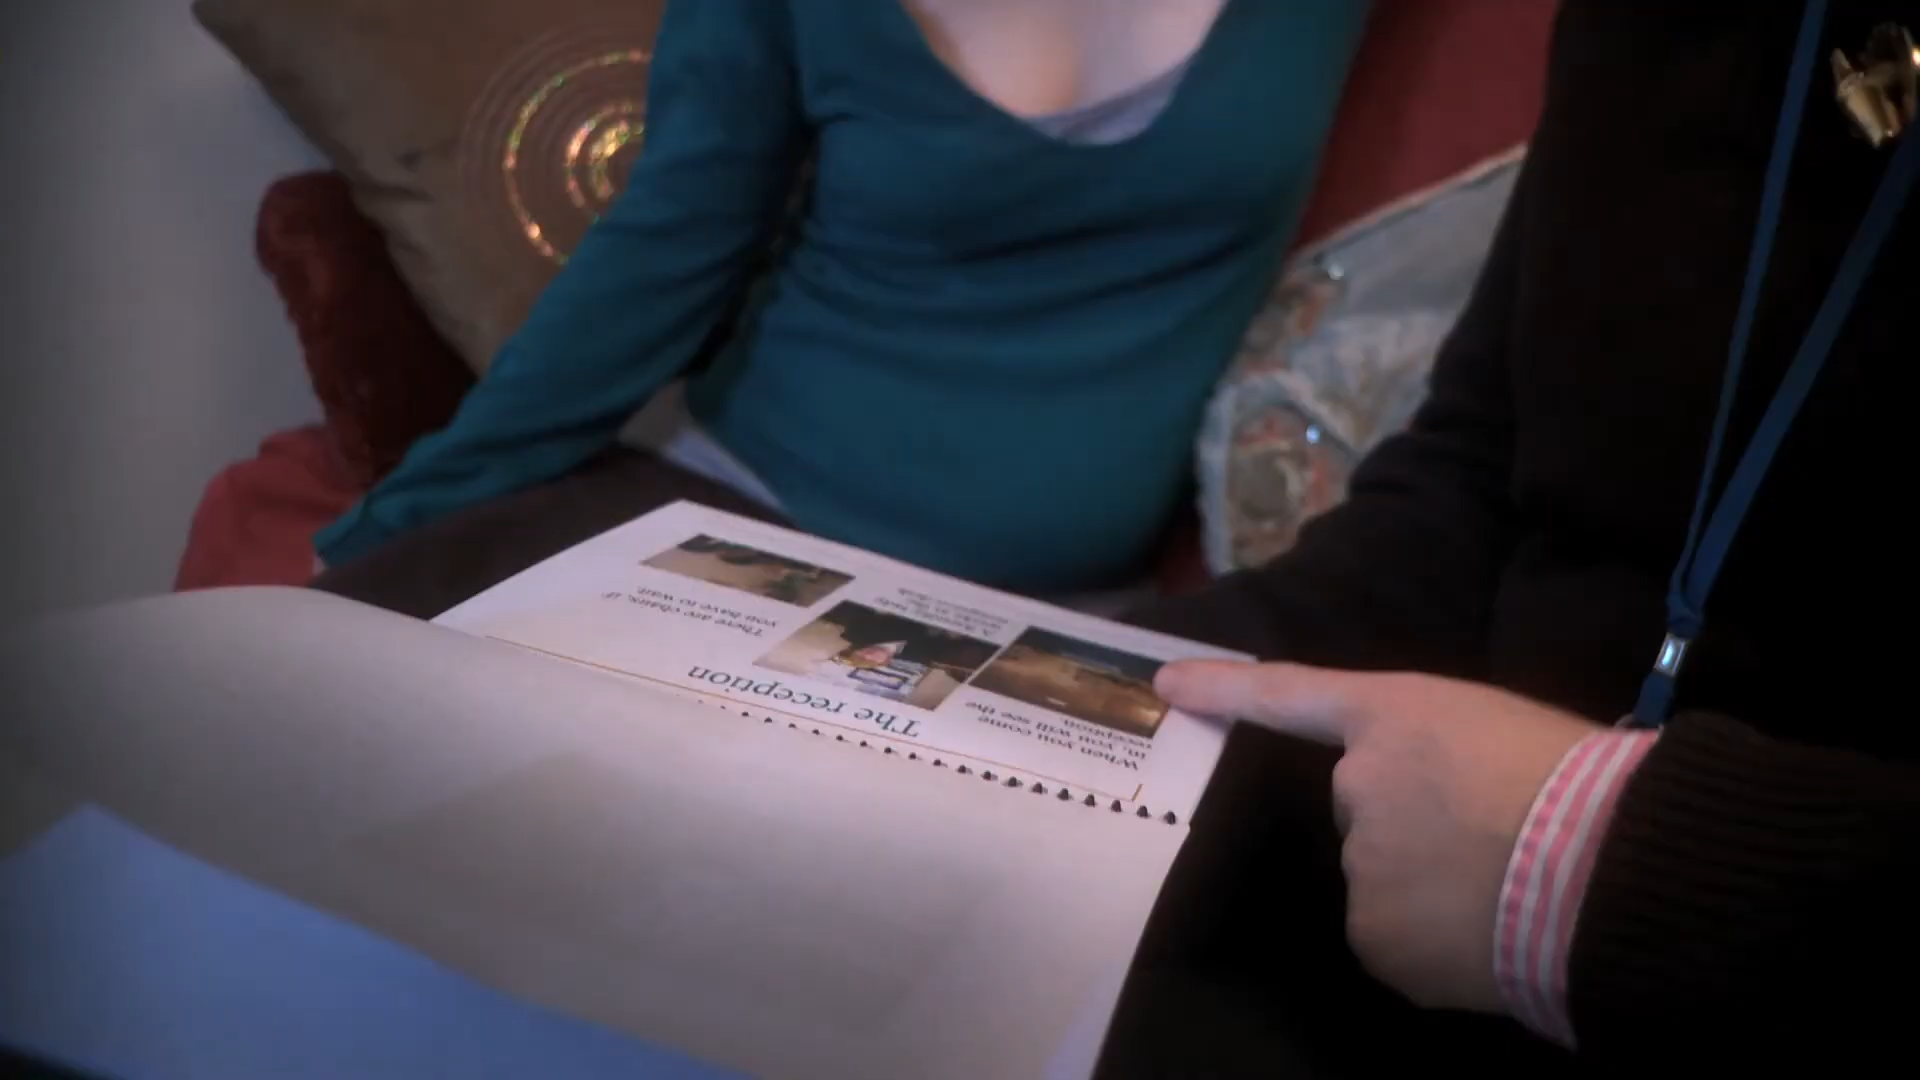 The reception
When you come
in, you will see the
reception.
A
There are chairs, if
you have to wait.